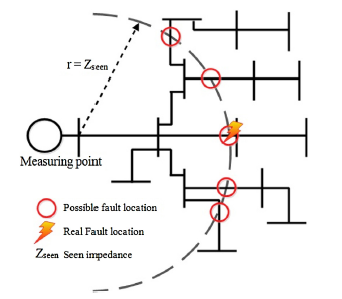 r = Zseen
Measuring point
Possible fault location
Real Fault location
Zseen Seen impedance